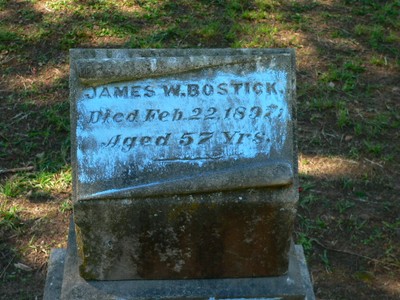 JAMES W. BOSTICK.
Died Feb. 22, 1897,
Aged 57 Yrs.